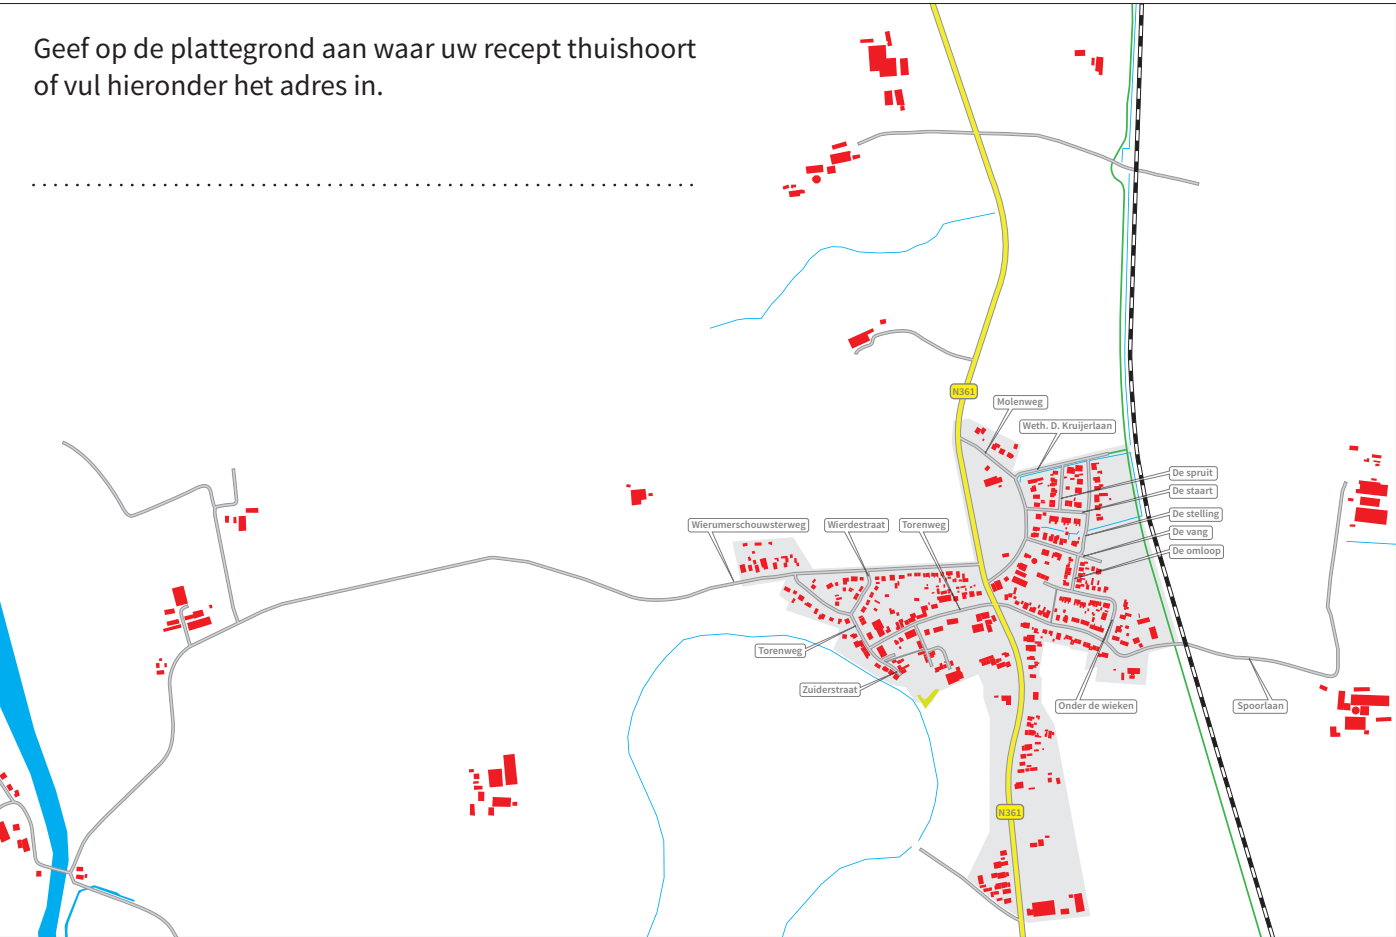 Geef op de plattegrond aan waar uw recept thuishoort
of vul hieronder het adres in.
N361
Molenweg
Weth. D. Kruijerlaan
De spruit
De staart
De stelling
De vang
De omloop
Wierumerschouwsterweg
Wierdestraat
Torenweg
Torenweg
Zuiderstraat
Onder de wieken
Spoorlaan
N361